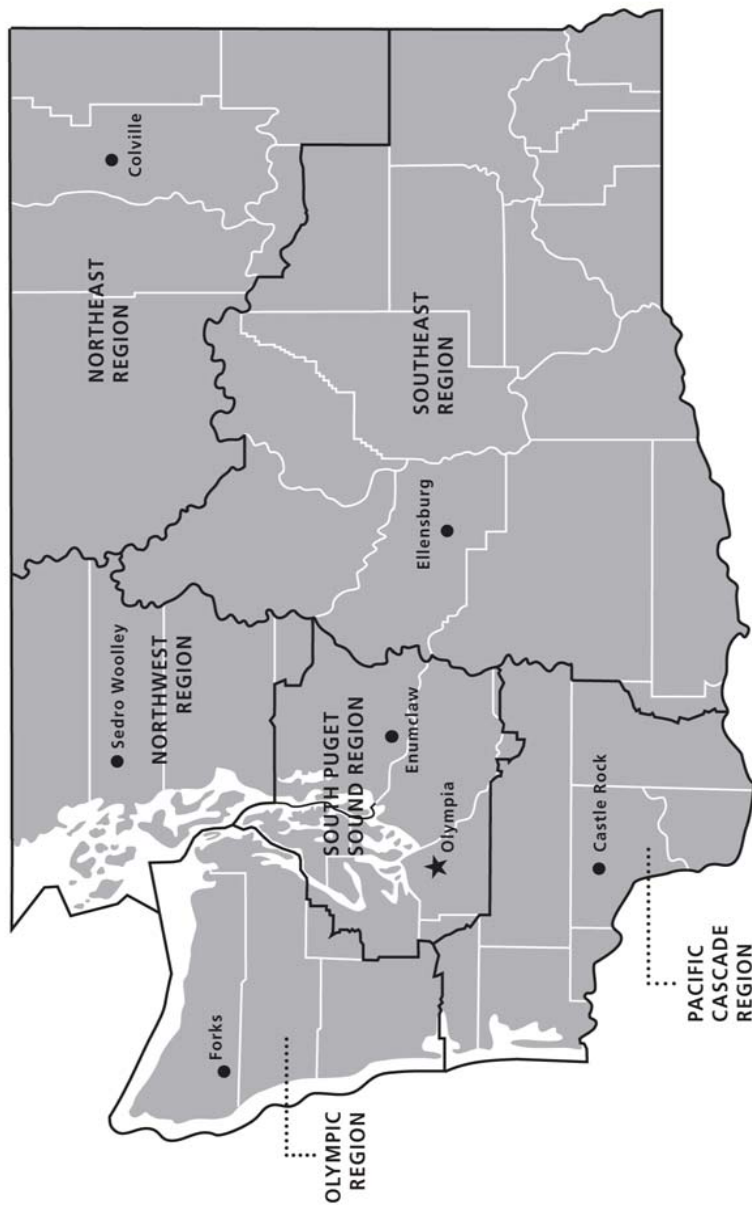 NORTHWEST
REGION
Sedro Woolley
NORTHEAST
REGION
Colville
Forks
OLYMPIC
REGION
SOUTH PUGET
SOUND REGION
Enumclaw
Olympia
SOUTHEAST
REGION
Ellensburg
Castle Rock
PACIFIC
CASCADE
REGION